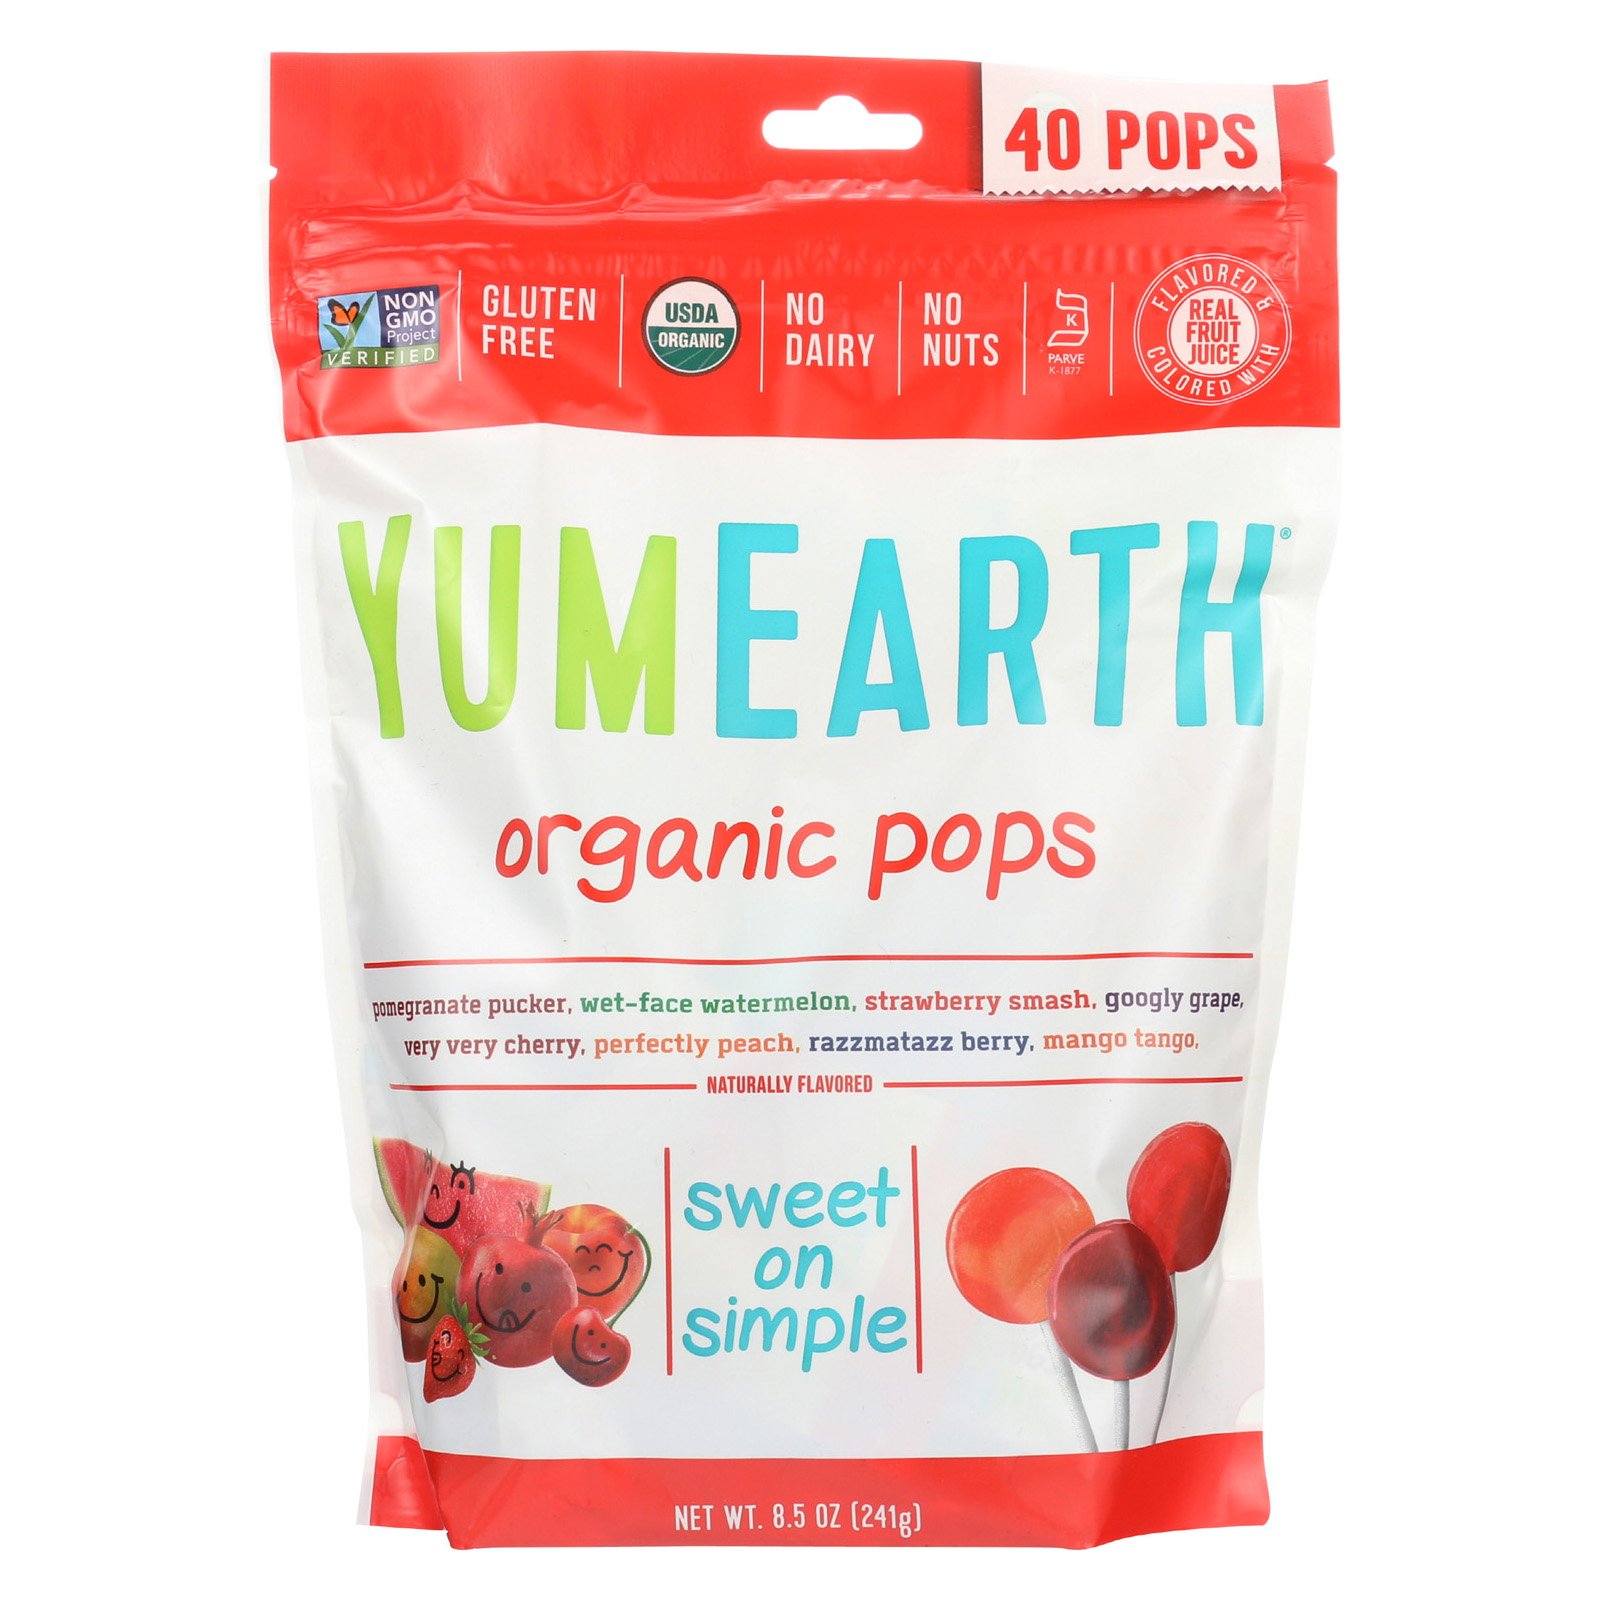 40 POPS
NON
GMO
Project
VERIFIED
GLUTEN
FREE
USDA
ORGANIC
NO
DAIRY
NO
NUTS
K
PARVE
K-1877
FLAVORED &
COLORED WITH
REAL
FRUIT
JUICE
YUMEARTH®
organic pops
pomegranate pucker, wet-face watermelon, strawberry smash, googly grape,
very very cherry, perfectly peach, razzmatazz berry, mango tango,
NATURALLY FLAVORED
sweet
on
simple
NET WT. 8.5 OZ (241g)